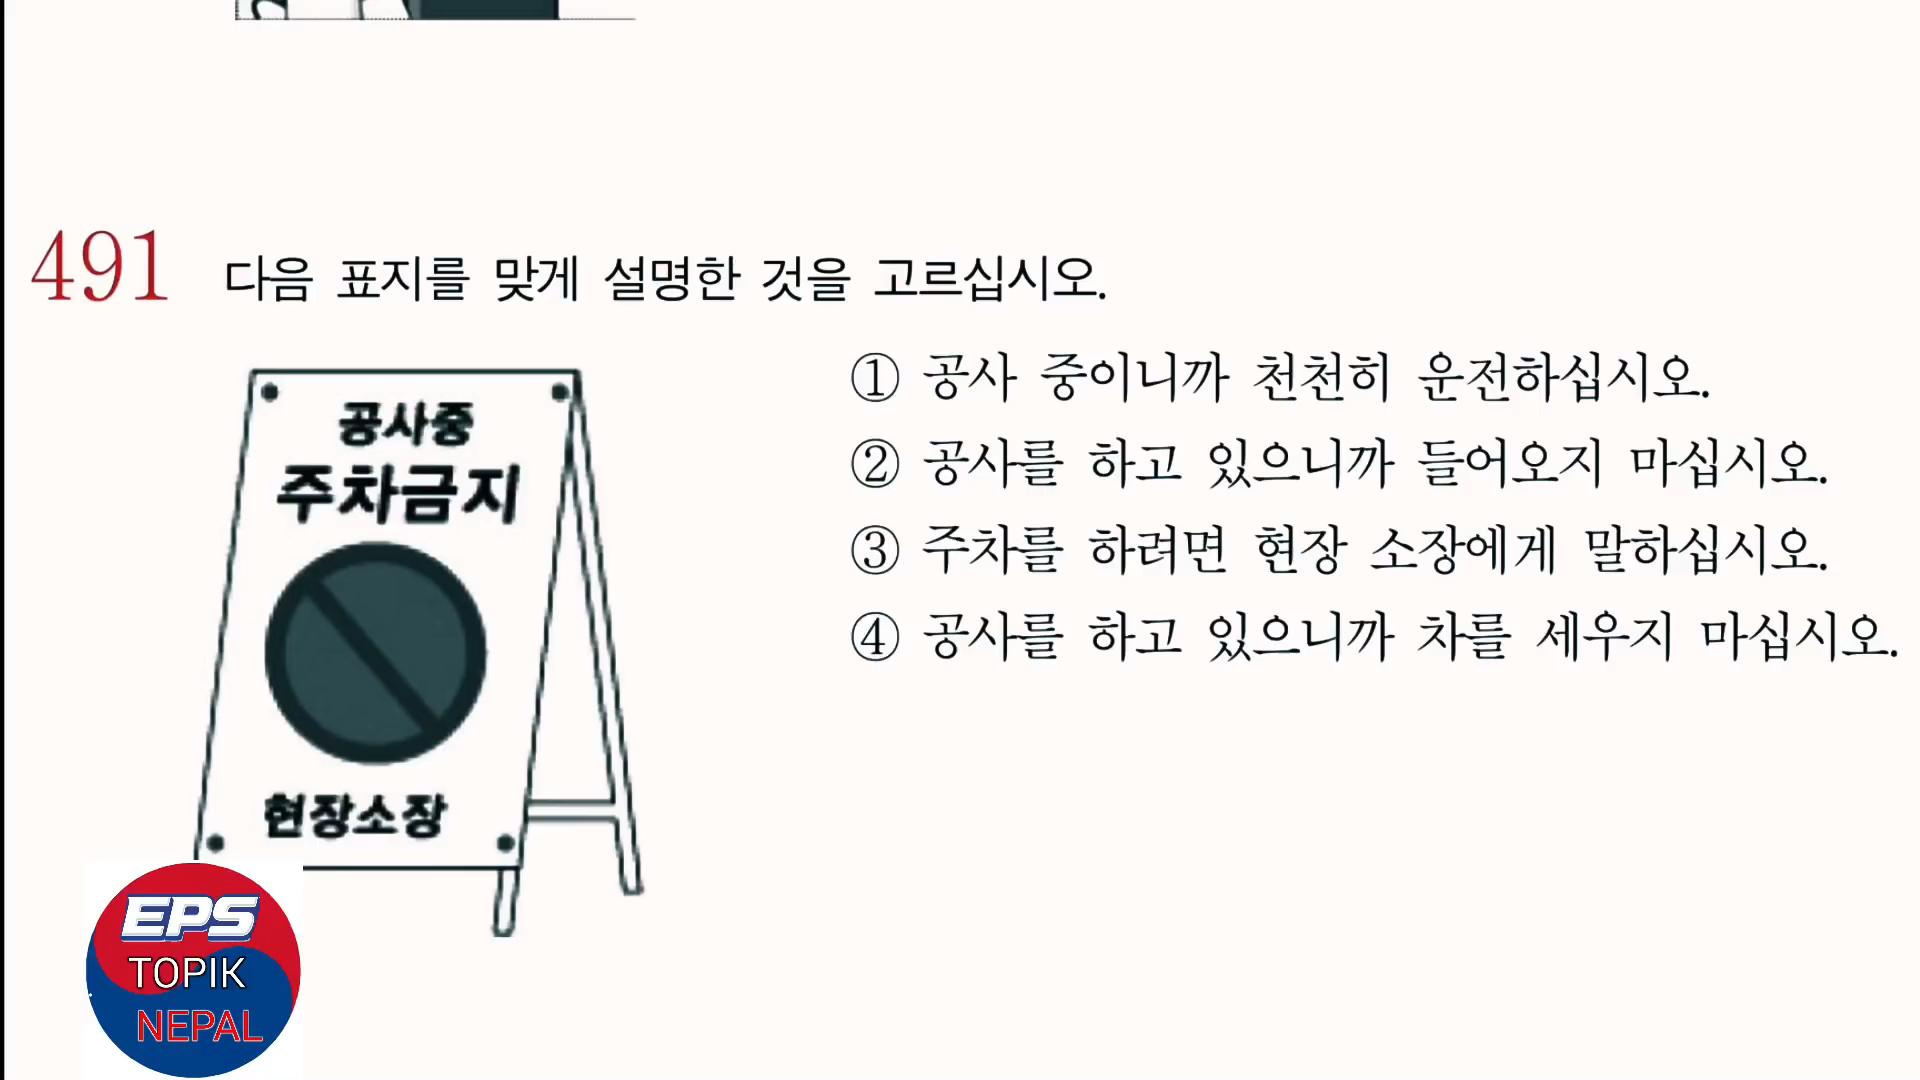 491 다음 표지를 맞게 설명한 것을 고르십시오.
공사중
주차금지
현장소장
① 공사 중이니까 천천히 운전하십시오.
② 공사를 하고 있으니까 들어오지 마십시오.
③ 주차를 하려면 현장 소장에게 말하십시오.
④ 공사를 하고 있으니까 차를 세우지 마십시오.
EPS
TOPIK
NEPAL